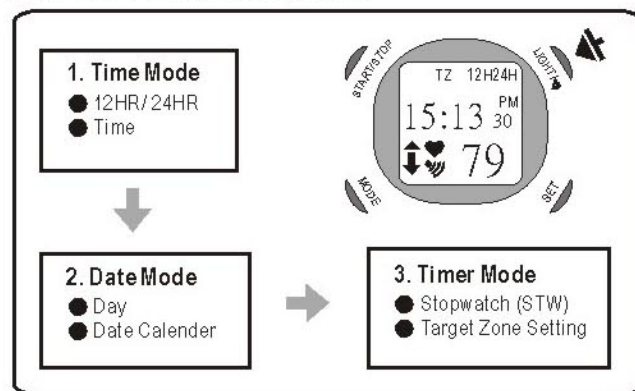 1. Time Mode
12HR/24HR
Time
START/STOP
LIGHT/
TZ 12H24H
PM
15:13 30
79
MODE
SET
2. Date Mode
Day
Date Calender
3. Timer Mode
Stopwatch (STW)
Target Zone Setting